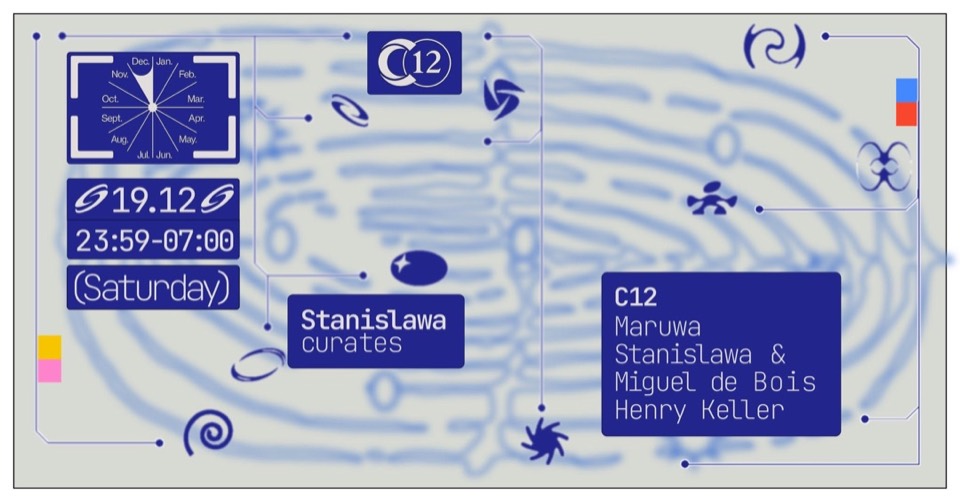 C12
Dec.
Jan.
Nov.
Feb.
Oct.
Mar.
Sept.
Apr.
Aug.
May.
Jul.
Jun.
19.12
23:59-07:00
(Saturday)
Stanislawa
curates
C12
Maruwa
Stanislawa &
Miguel de Bois
Henry Keller